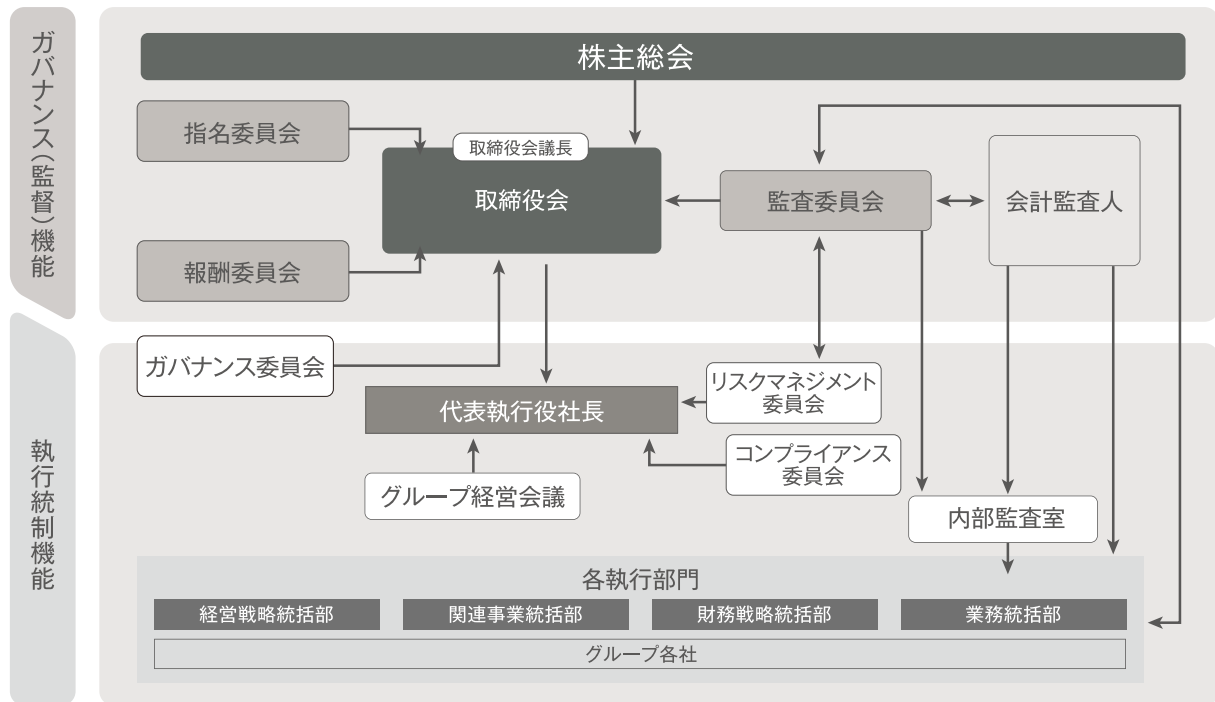 ガバナンス(監督)機能
株主総会
指名委員会
取締役会議長
取締役会
監査委員会
会計監査人
報酬委員会
執行統制機能
ガバナンス委員会
代表執行役社長
リスクマネジメント
委員会
コンプライアンス
委員会
グループ経営会議
内部監査室
各執行部門
経営戦略統括部
関連事業統括部
財務戦略統括部
業務統括部
グループ各社